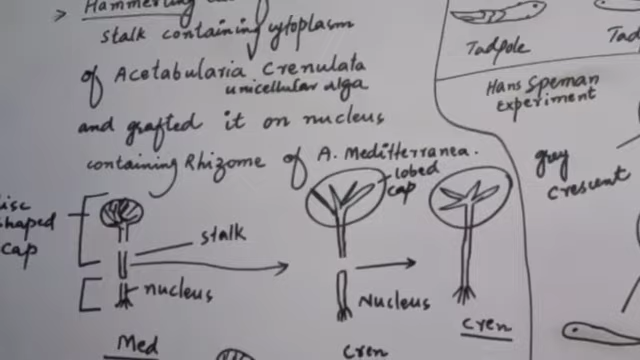 Hammerling
stalk containing cytoplasm
of Acetabularia Crenulata
unicellular alga
and grafted it on nucleus
containing Rhizome of A. Mediterranea.
Tadpole
Tad
Hans Speman
Experiment
grey
crescent
isc
shaped
cap
stalk
nucleus
Med
lobed
cap
Nucleus
Cren
Cren